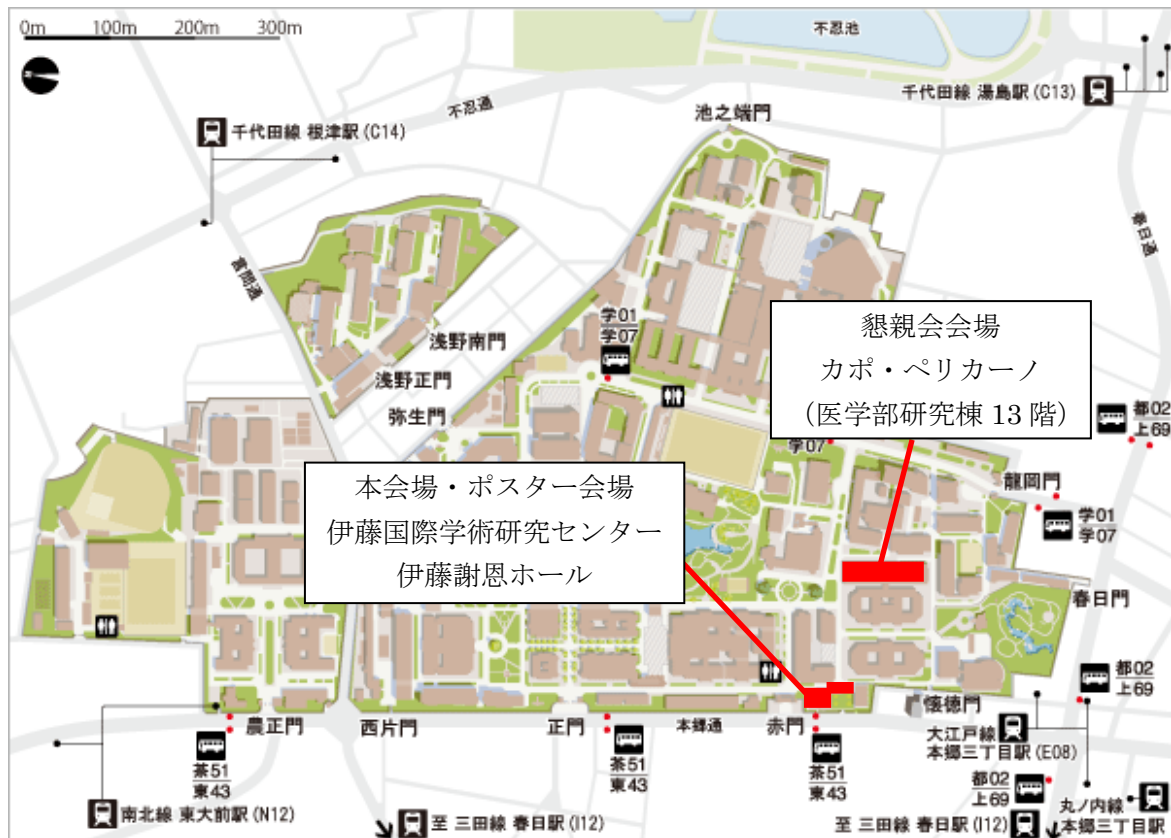 0m 100m 200m 300m
不忍池
千代田線 湯島駅(C13)
不忍通
池之端門
千代田線 根津駅(C14)
春日通
言問通
学01
学07
浅野南門
浅野正門
弥生門
懇親会会場
カポ・ペリカーノ
（医学部研究棟 13 階）
都02
上69
学07
龍岡門
本会場・ポスター会場
伊藤国際学術研究センター
伊藤謝恩ホール
学01
学07
春日門
都02
上69
農正門
西片門
正門
本郷通
赤門
懐徳門
大江戸線
本郷三丁目駅(E08)
茶51
東43
茶51
東43
茶51
東43
都02
上69
丸ノ内線
本郷三丁目駅
南北線 東大前駅(N12)
至 三田線 春日駅(I12)
至 三田線 春日駅(I12)